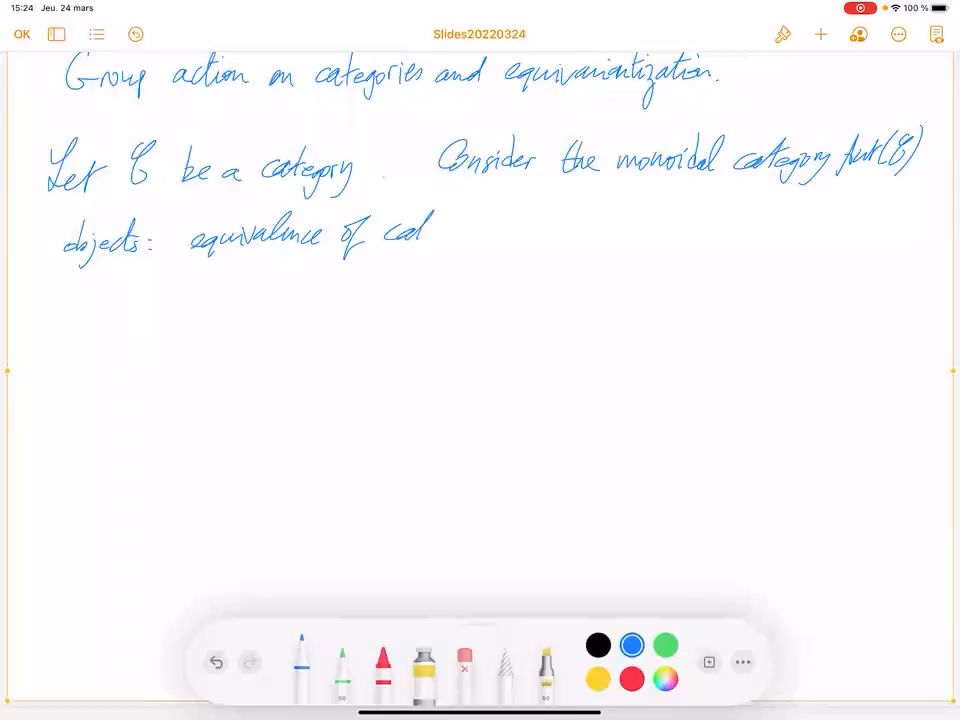 15:24 Jeu. 24 mars 100 %
OK Slides20220324
Group action on categories and equivariantization.
Let C be a category. Consider the monoidal category Aut(C)
objects: equivalence of cat